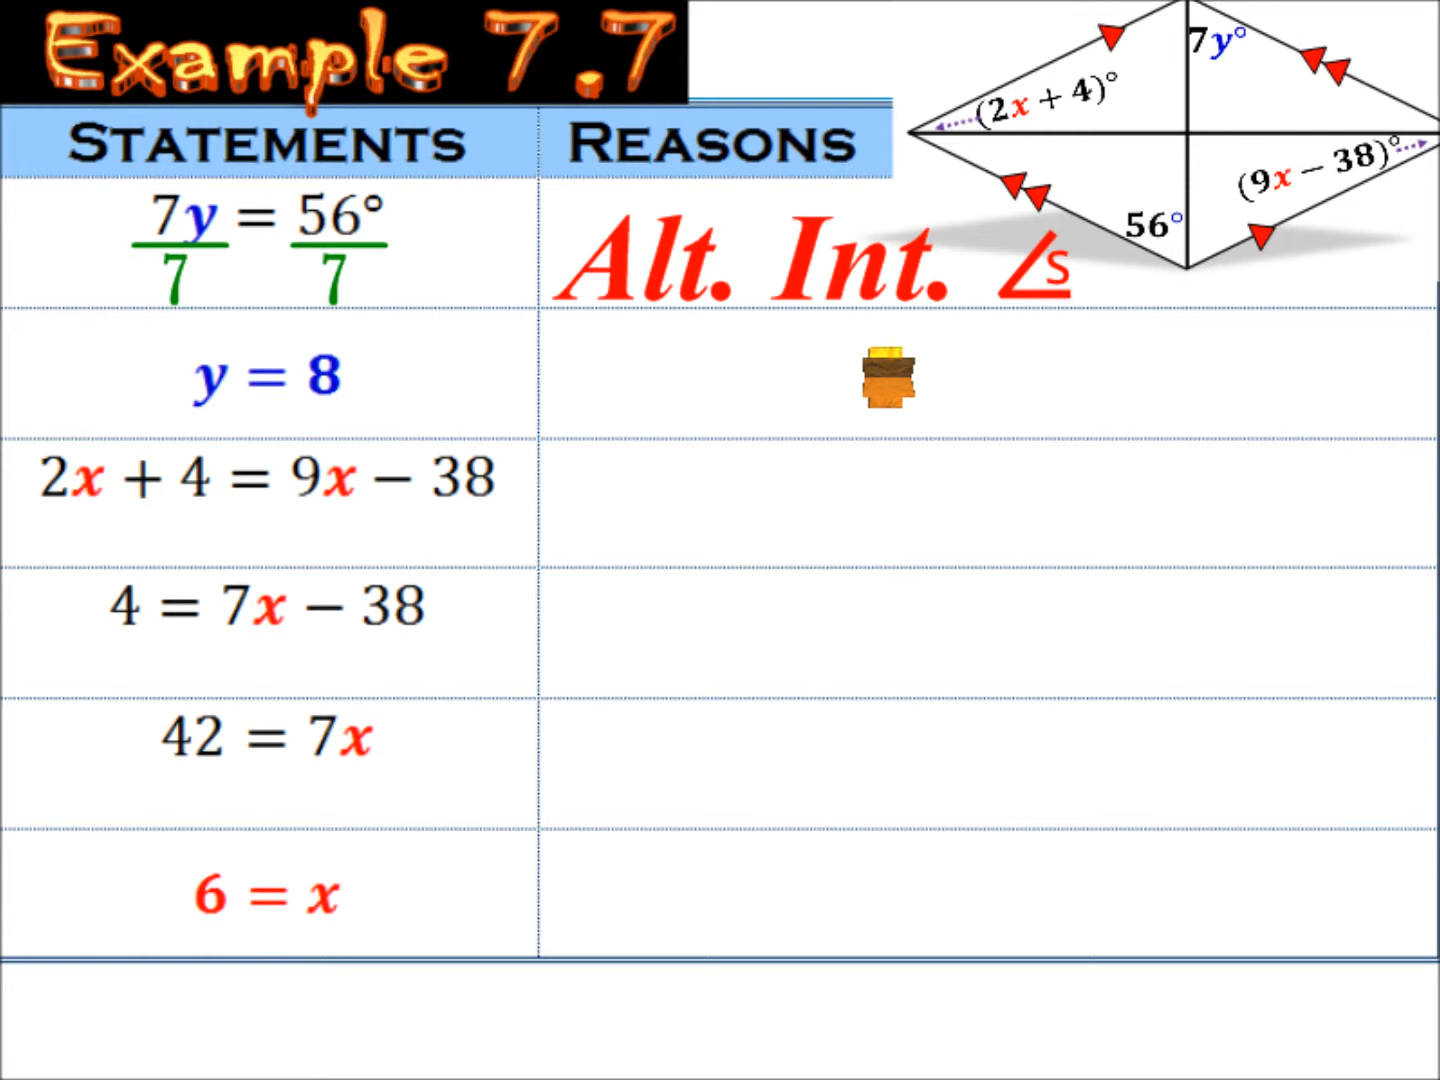 Example 7.7
7y°
(2x + 4)°
(9x − 38)°
56°
STATEMENTS REASONS
7y = 56°
7 7
Alt. Int. ∠s
y = 8
2x + 4 = 9x − 38
4 = 7x − 38
42 = 7x
6 = x